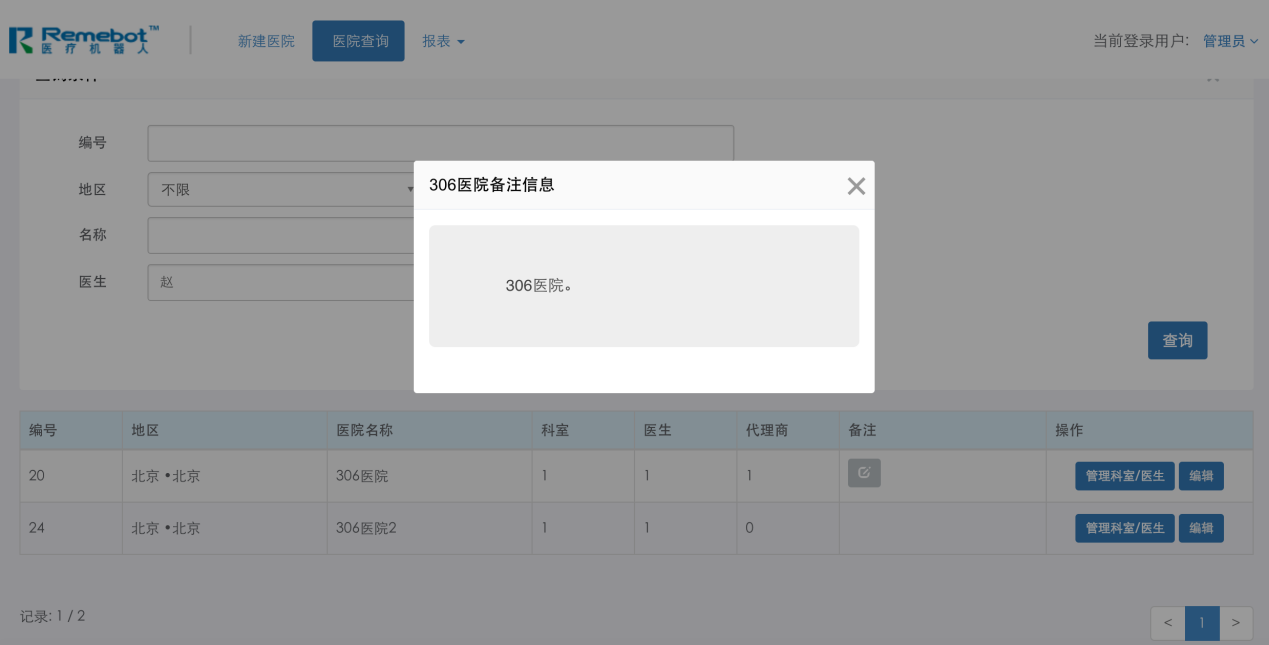 Remebot™
医疗机器人
新建医院 医院查询 报表 当前登录用户: 管理员
查询条件
编号
地区 不限
名称
医生 赵
306医院备注信息
306医院。
查询
编号 地区 医院名称 科室 医生 代理商 备注 操作
20 北京 •北京 306医院 1 1 1 管理科室/医生 编辑
24 北京 •北京 306医院2 1 1 0 管理科室/医生 编辑
记录: 1 / 2
< 1 >